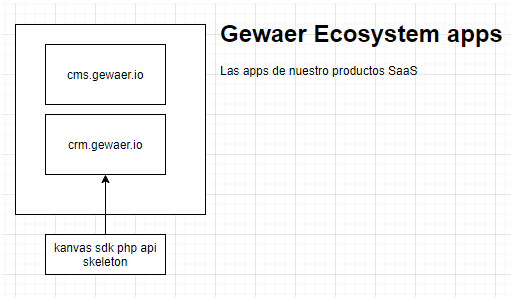 Gewaer Ecosystem apps
Las apps de nuestro productos SaaS
cms.gewaer.io
crm.gewaer.io
kanvas sdk php api
skeleton